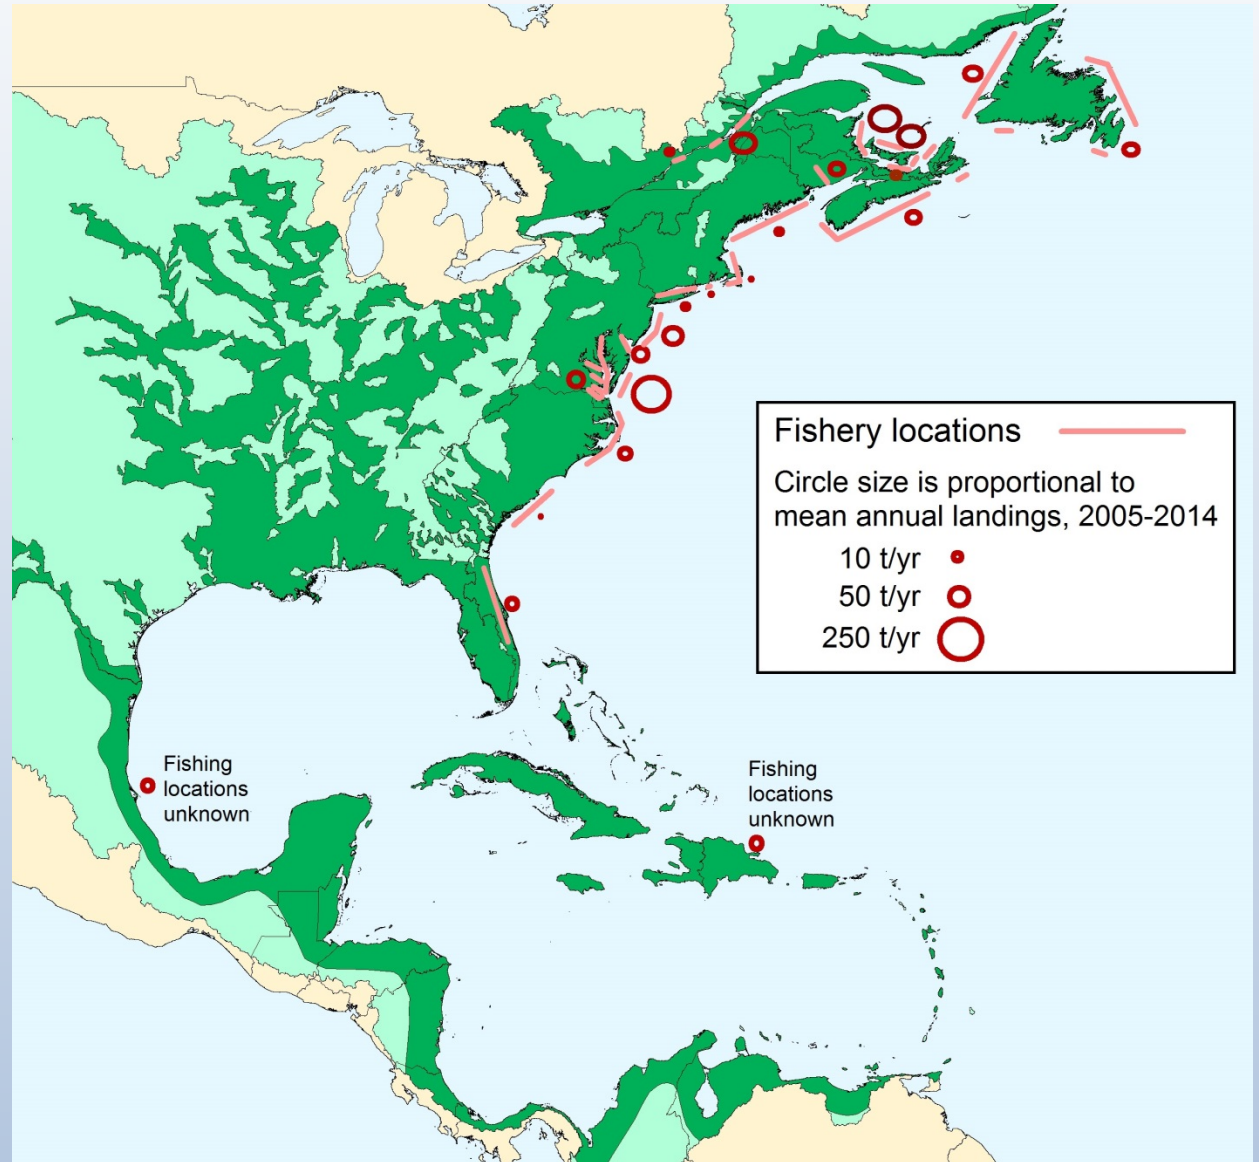 Fishery locations
Circle size is proportional to
mean annual landings, 2005-2014
10 t/yr
50 t/yr
250 t/yr
Fishing
locations
unknown
Fishing
locations
unknown